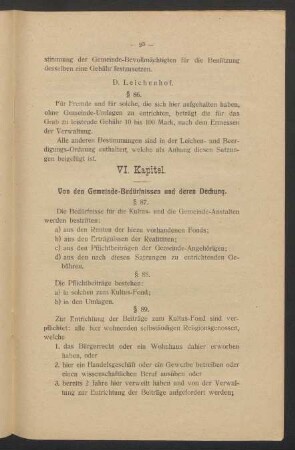 — 23 —
stimmung der Gemeinde-Bevollmächtigten für die Benützung
derselben eine Gebühr festzusetzen.
D. Leichenhof.
§ 86.
Für Fremde und für solche, die sich hier aufgehalten haben,
ohne Gemeinde-Umlagen zu entrichten, beträgt die für das
Grab zu leistende Gebühr 10 bis 100 Mark, nach dem Ermessen
der Verwaltung.
Alle anderen Bestimmungen sind in der Leichen- und Beer-
digungs-Ordnung enthalten, welche als Anhang diesen Satzun-
gen beigefügt ist.
VI. Kapitel.
Von den Gemeinde-Bedürfnissen und deren Deckung.
§ 87.
Die Bedürfnisse für die Kultus- und die Gemeinde-Anstalten
werden bestritten:
a) aus den Renten der hiezu vorhandenen Fonds;
b) aus den Erträgnissen der Realitäten;
c) aus den Pflichtbeiträgen der Gemeinde-Angehörigen;
d) aus den nach diesen Satzungen zu entrichtenden Ge-
bühren.
§ 88.
Die Pflichtbeiträge bestehen:
a) in solchen zum Kultus-Fond;
b) in den Umlagen.
§ 89.
Zur Entrichtung der Beiträge zum Kultus-Fond sind ver-
pflichtet: alle hier wohnenden selbständigen Religionsgenossen,
welche
1. das Bürgerrecht oder ein Wohnhaus dahier erworben
haben, oder
2. hier ein Handelsgeschäft oder ein Gewerbe betreiben oder
einen wissenschaftlichen Beruf ausüben oder
3. bereits 2 Jahre hier verweilt haben und von der Verwal-
tung zur Entrichtung der Beiträge aufgefordert werden;